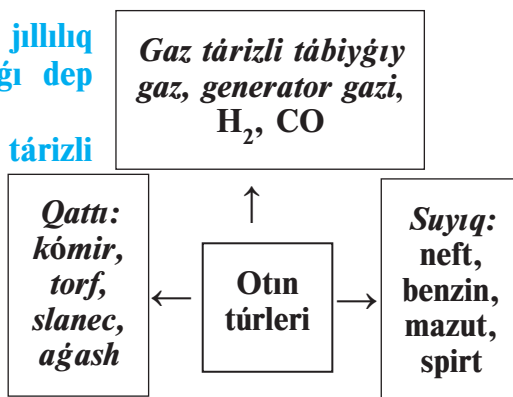 jıllılıq
ǵı dep
tárizli
Gaz tárizli tábiyǵıy
gaz, generator gazi,
H₂, CO
Qattı:
kómir,
torf,
slanec,
aǵash
Otın
túrleri
Suyıq:
neft,
benzin,
mazut,
spirt